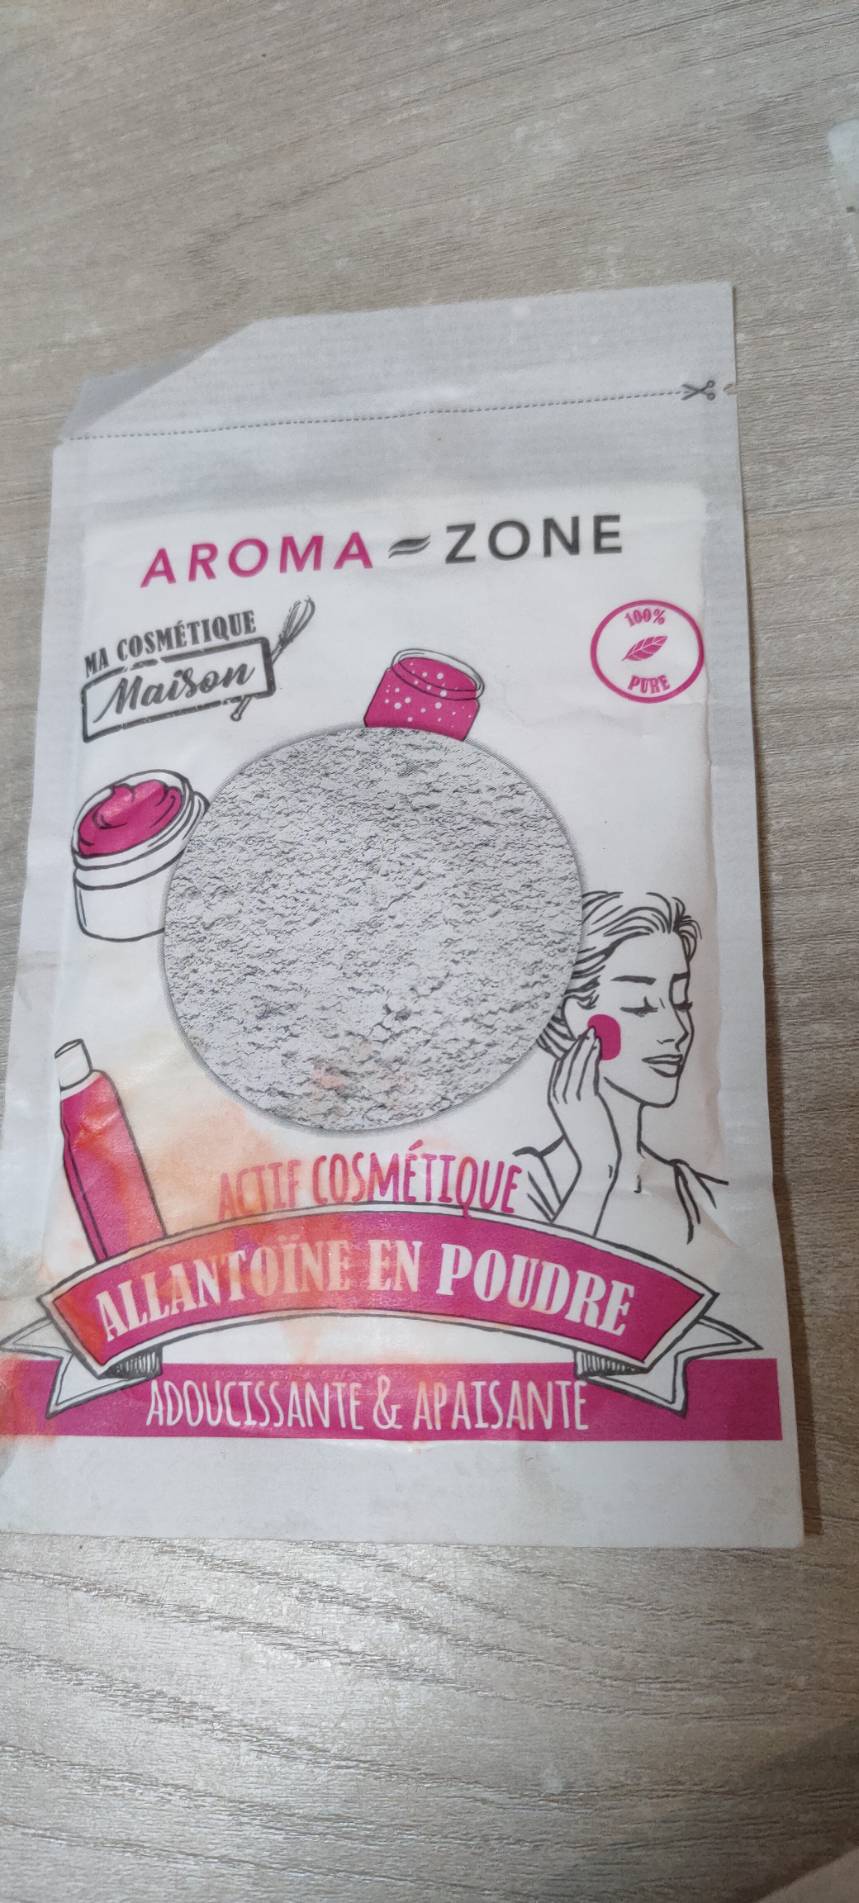 AROMA ZONE
MA COSMÉTIQUE
Maison
100%
PURE
ACTIF COSMÉTIQUE
ALLANTOÏNE EN POUDRE
ADOUCISSANTE & APAISANTE